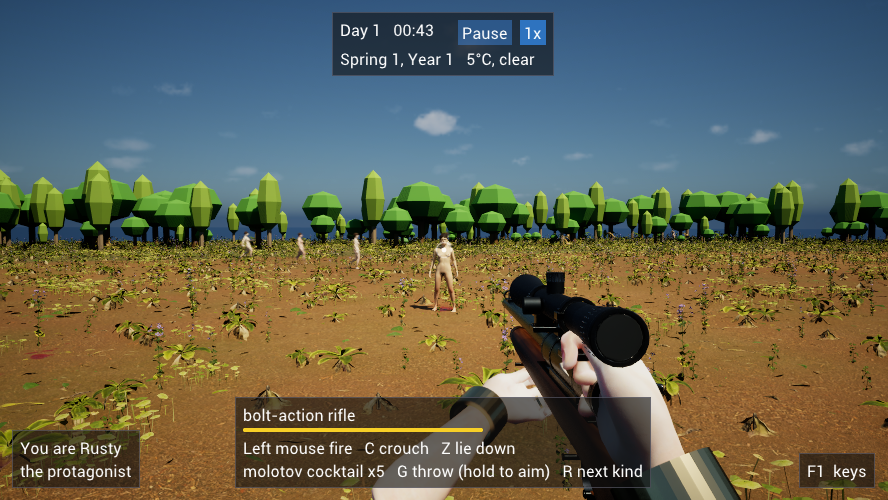 Day 1 00:43 Pause 1x
Spring 1, Year 1 5°C, clear
bolt-action rifle
Left mouse fire C crouch Z lie down
molotov cocktail x5 G throw (hold to aim) R next kind
You are Rusty
the protagonist
F1 keys